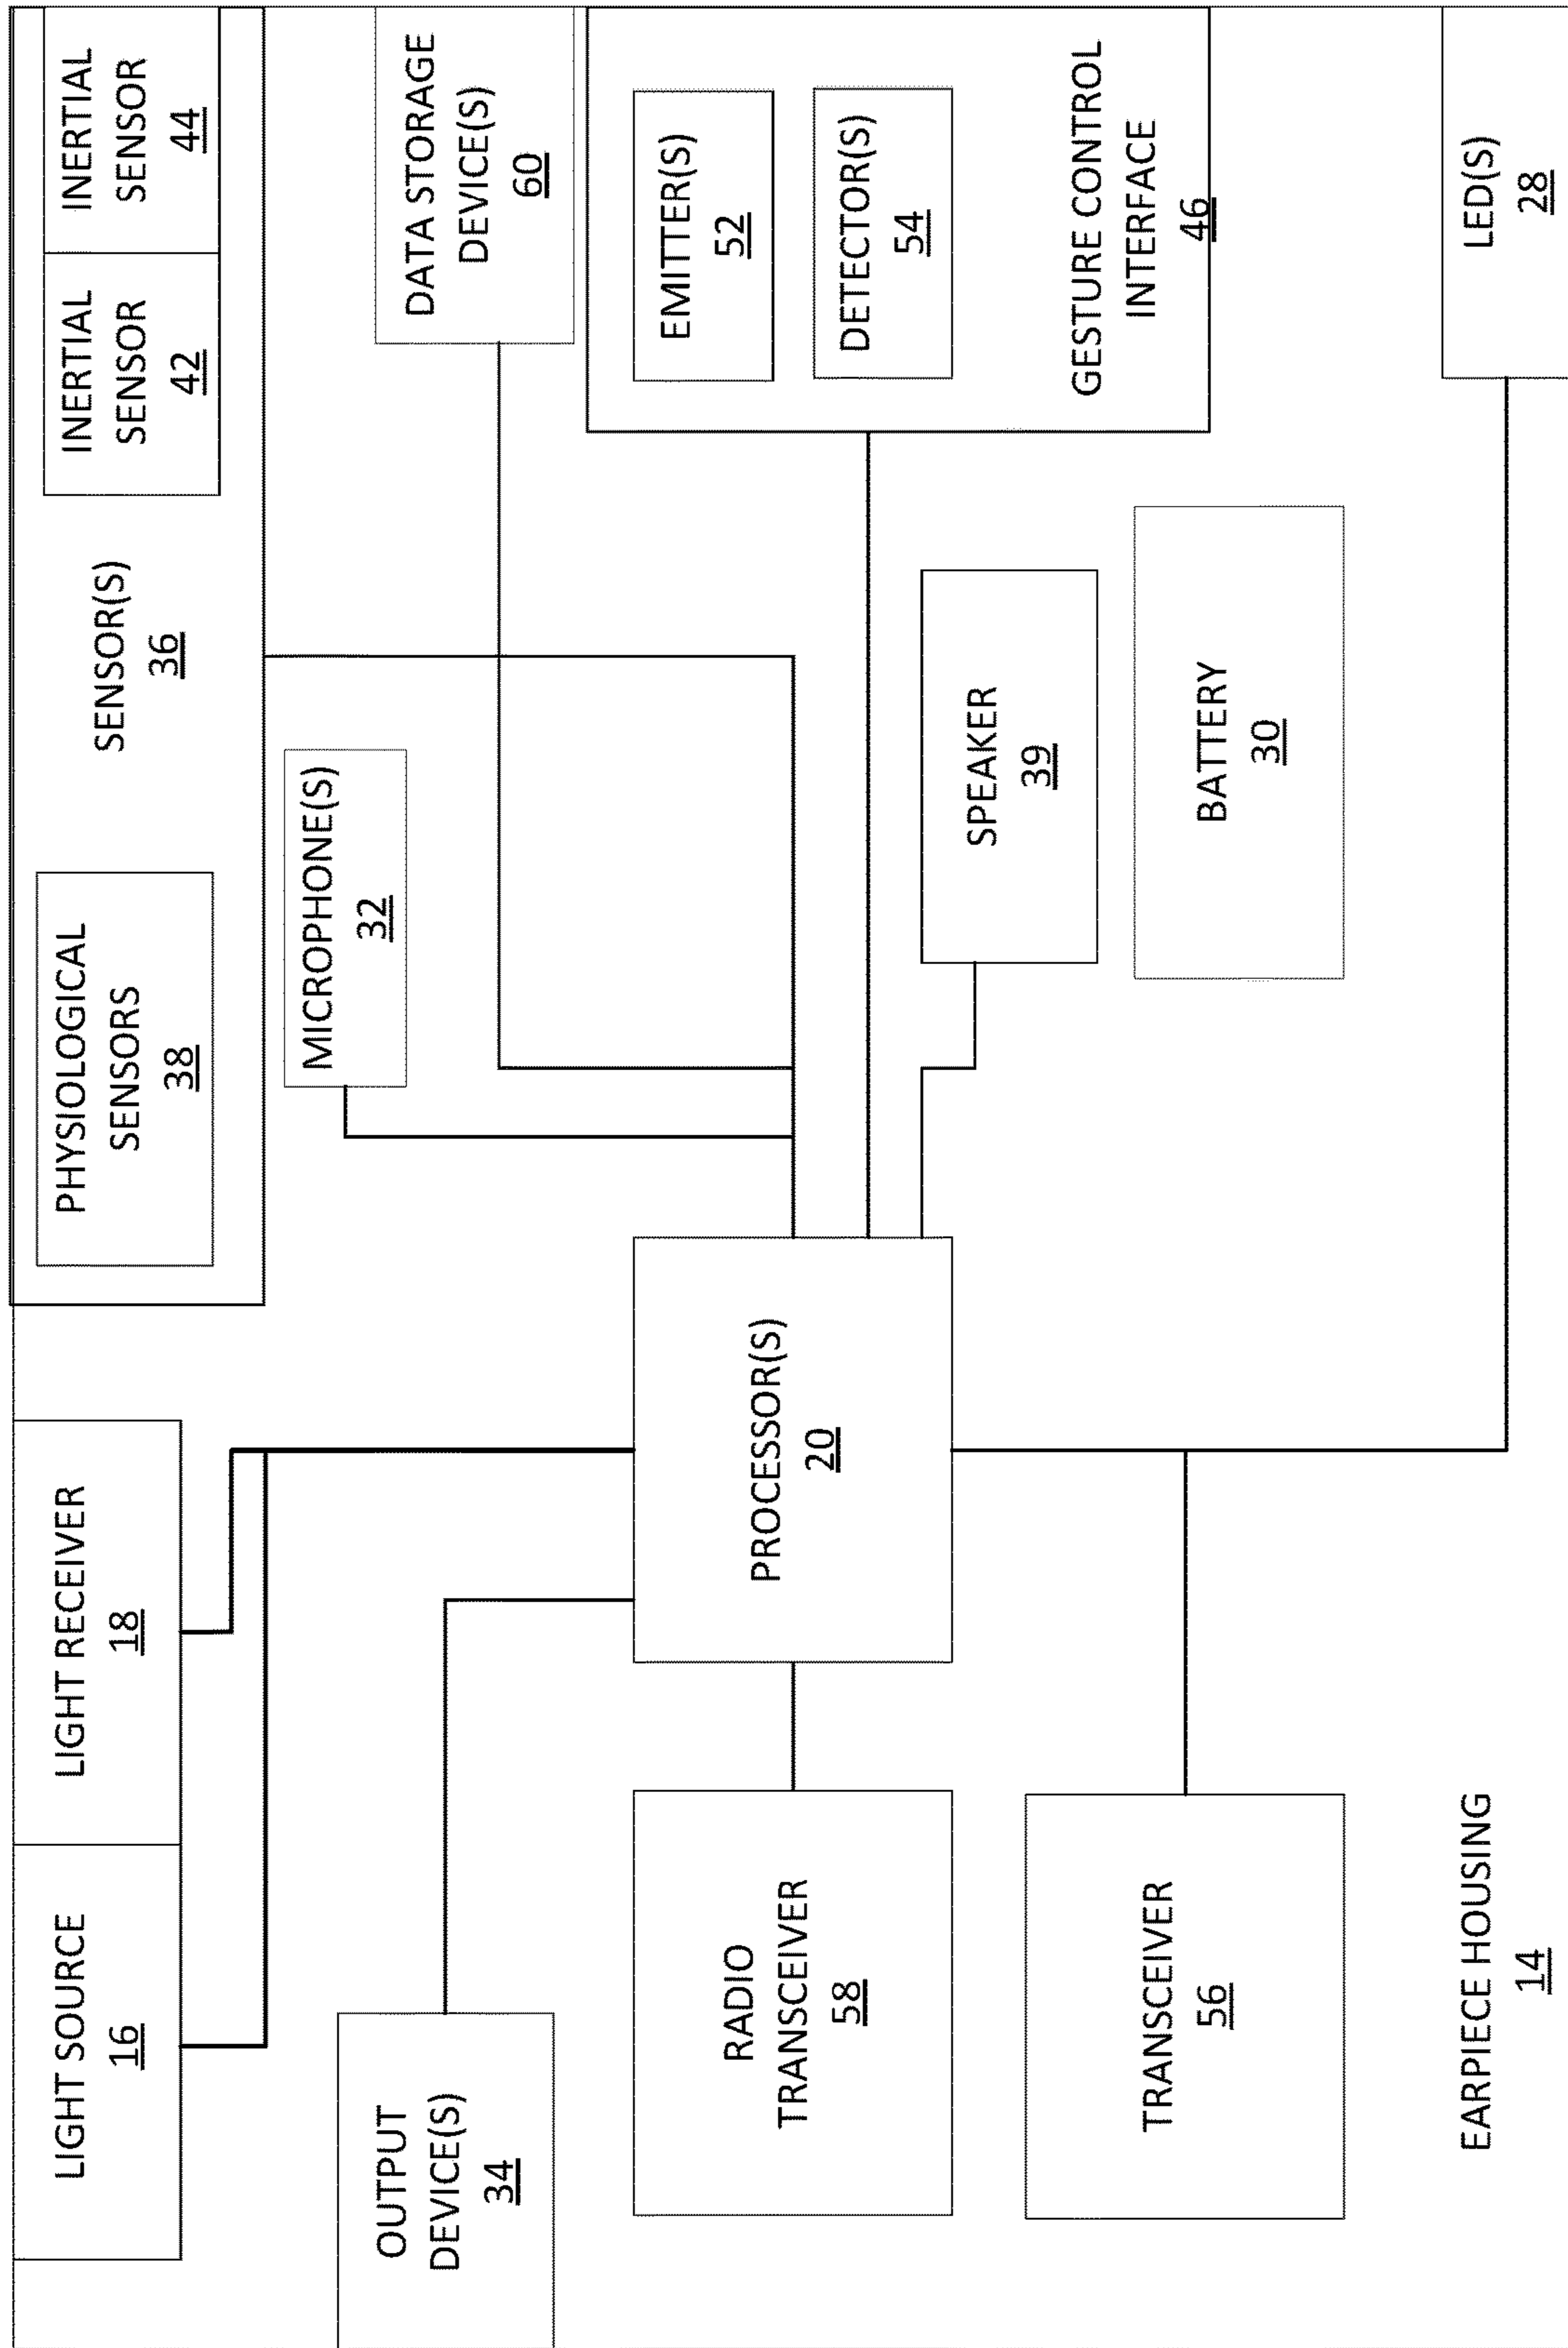 LIGHT SOURCE
16
LIGHT RECEIVER
18
PHYSIOLOGICAL
SENSORS
38
SENSOR(S)
36
INERTIAL
SENSOR
42
INERTIAL
SENSOR
44
OUTPUT
DEVICE(S)
34
MICROPHONE(S)
32
DATA STORAGE
DEVICE(S)
60
RADIO
TRANSCEIVER
58
PROCESSOR(S)
20
EMITTER(S)
52
DETECTOR(S)
54
GESTURE CONTROL
INTERFACE
46
SPEAKER
39
TRANSCEIVER
56
BATTERY
30
EARPIECE HOUSING
14
LED(S)
28